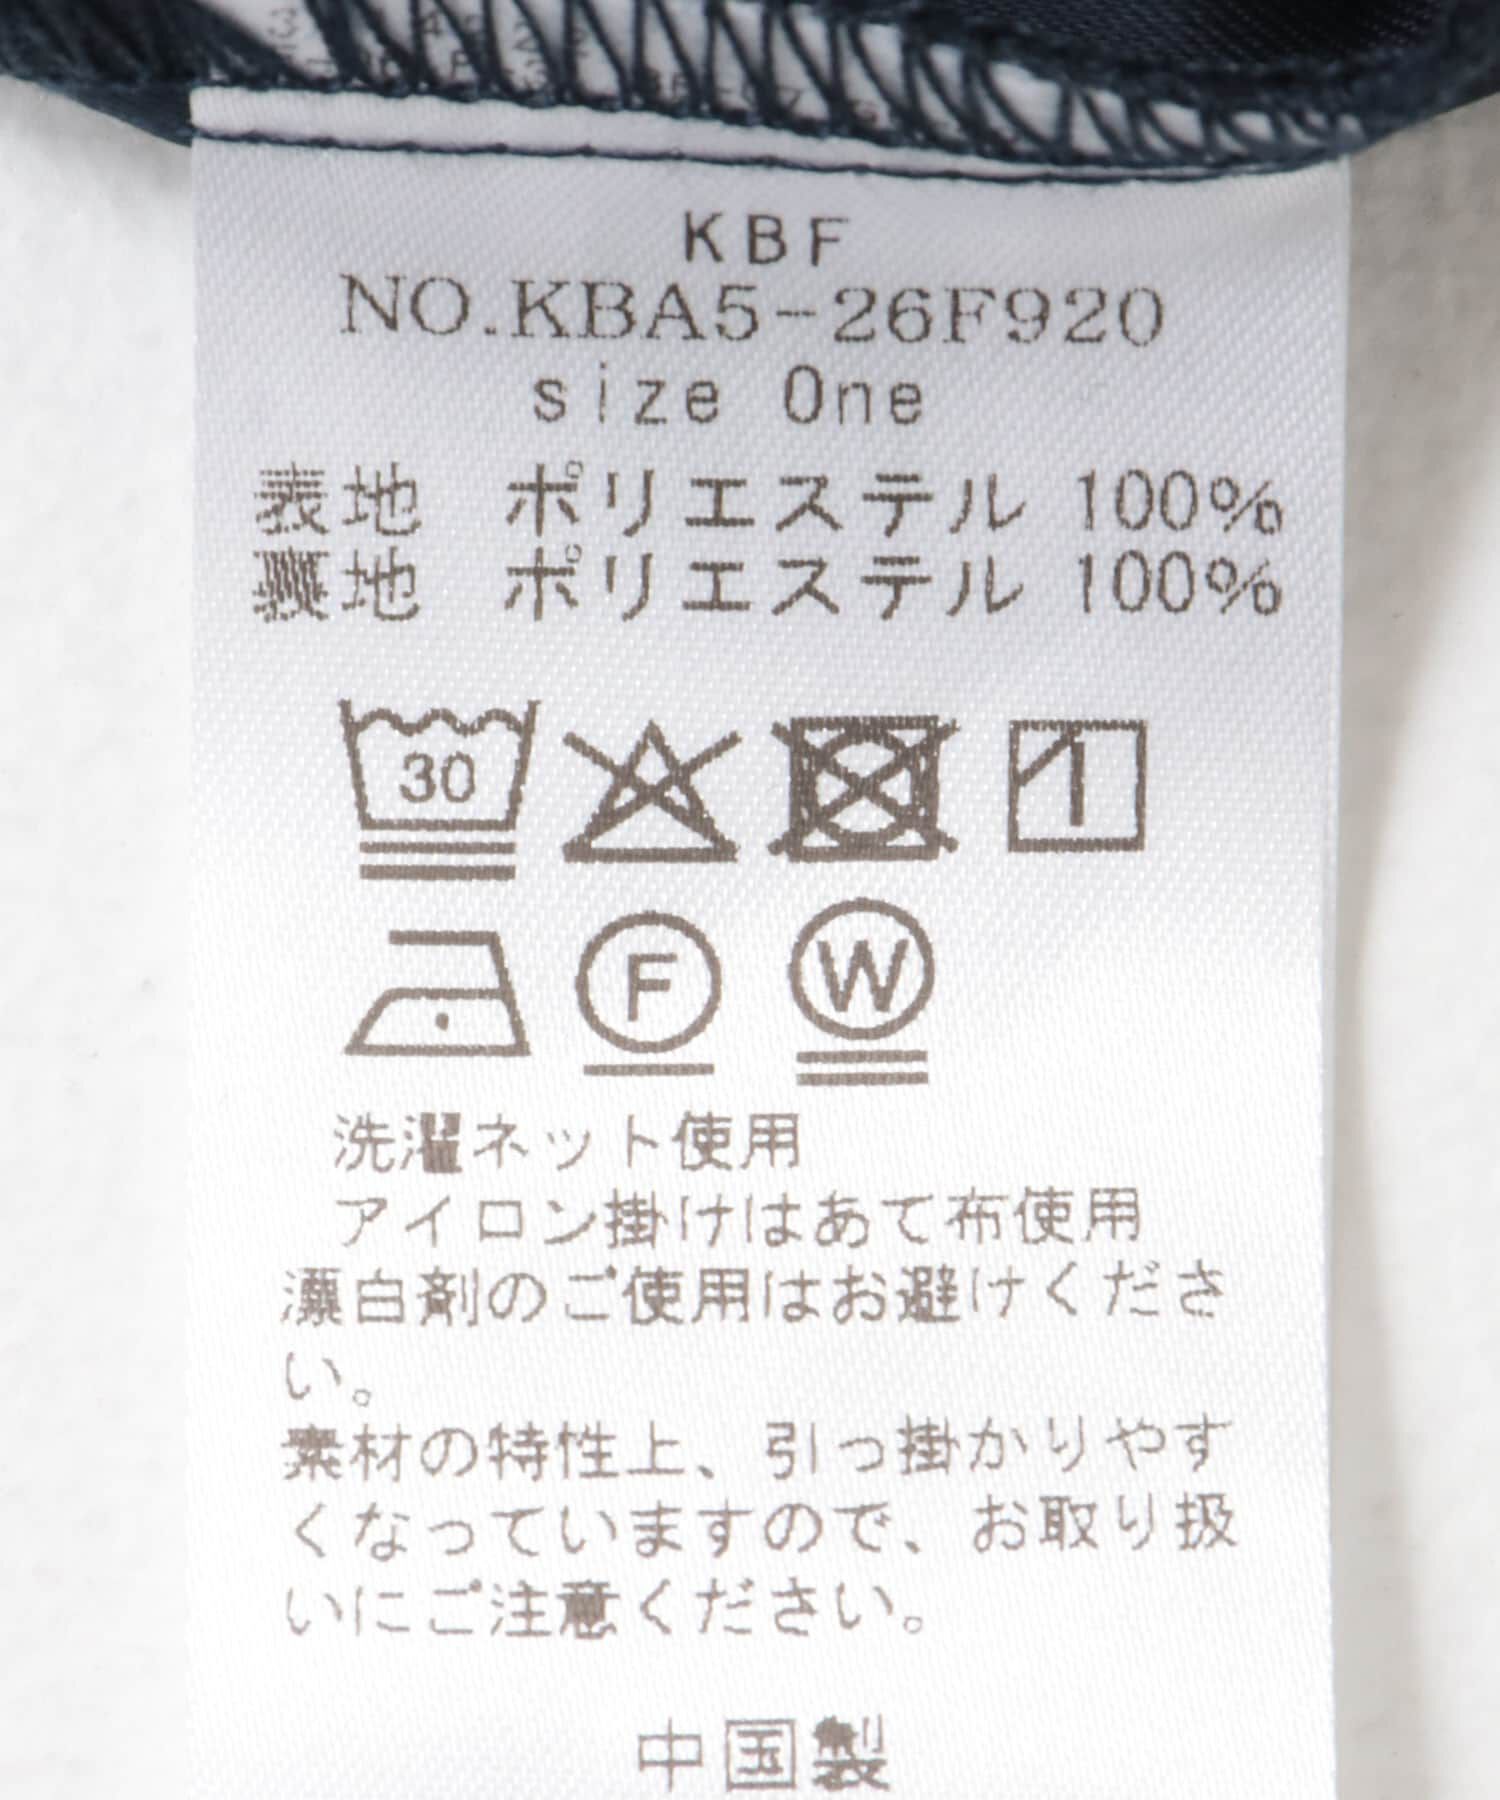 KBF
NO.KBA5-26F920
size One
表地 ポリエステル 100%
裏地 ポリエステル 100%
30
F
W
洗濯ネット使用
アイロン掛けはあて布使用
漂白剤のご使用はお避けくださ
い。
素材の特性上、引っ掛かりやす
くなっていますので、お取り扱
いにご注意ください。
中国製